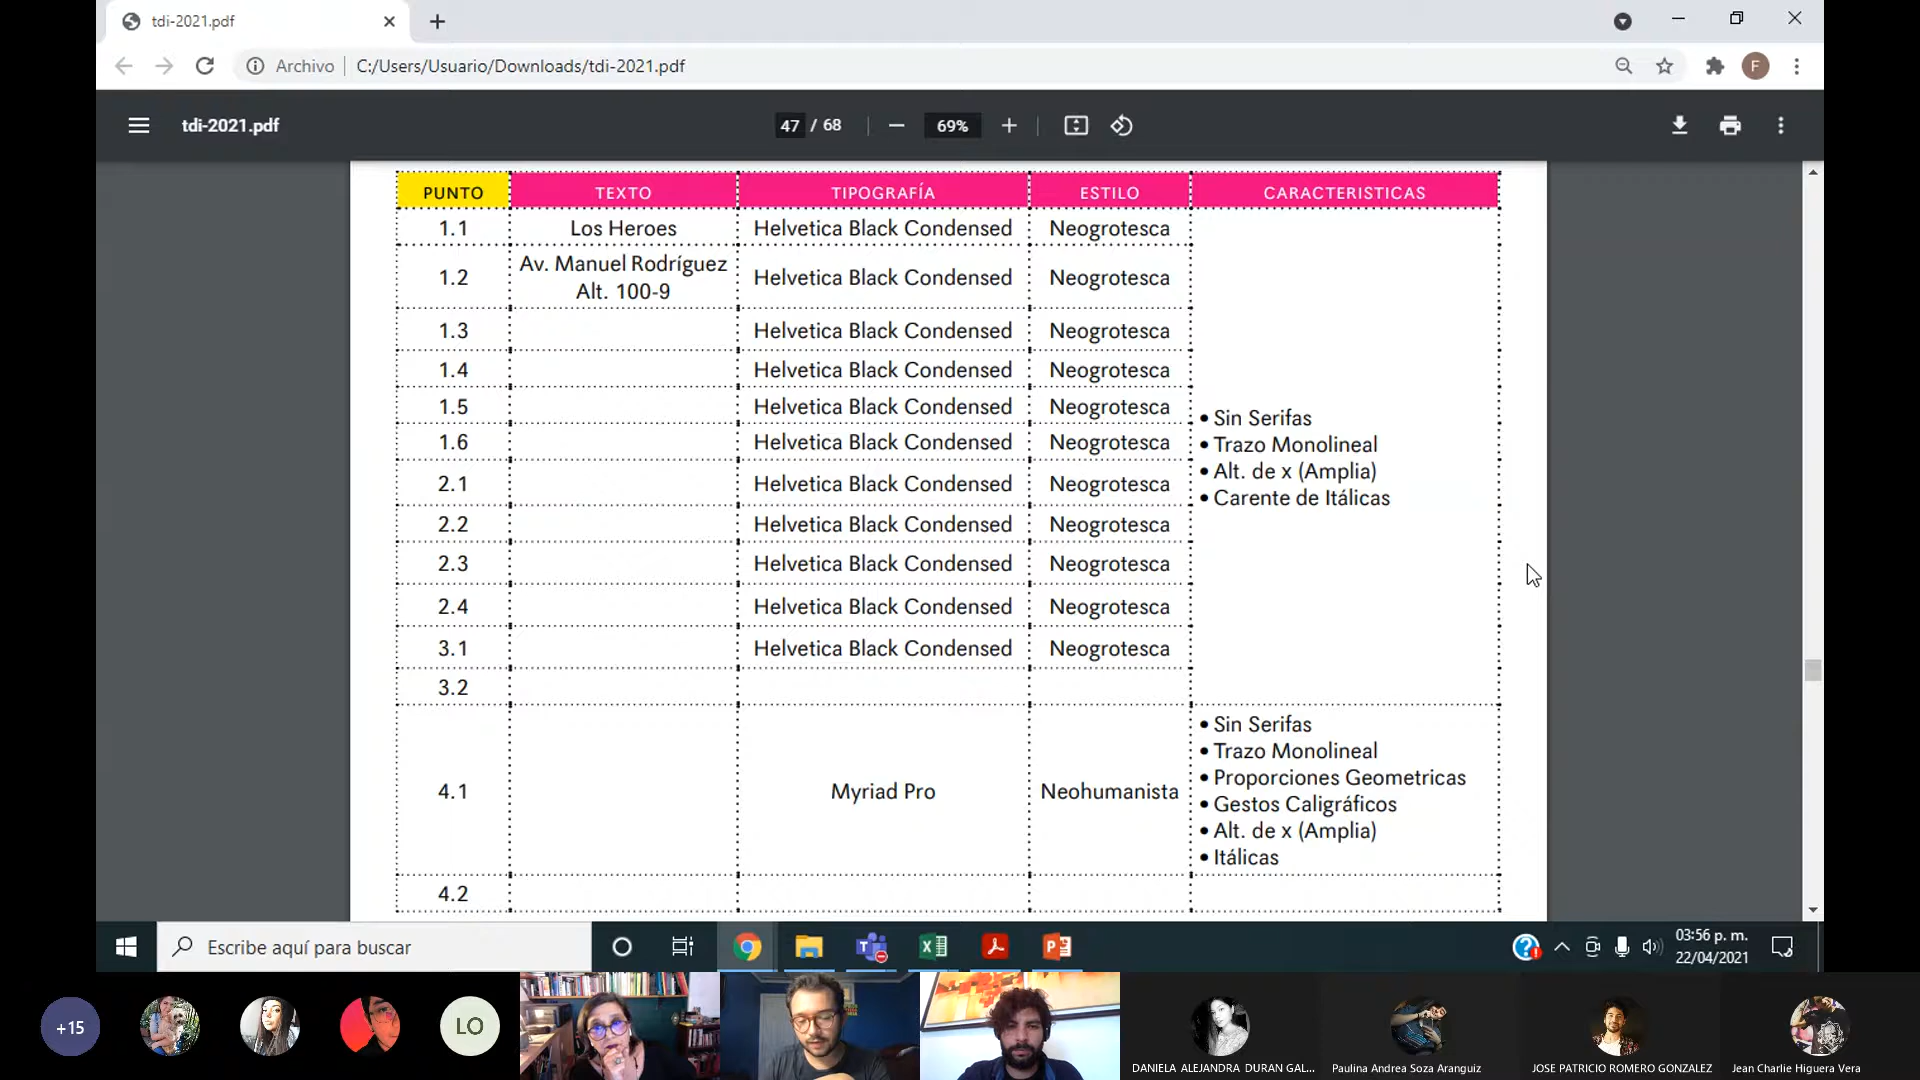 tdi-2021.pdf
Archivo
C:/Users/Usuario/Downloads/tdi-2021.pdf
F
tdi-2021.pdf
47 / 68
69%
PUNTO TEXTO TIPOGRAFÍA ESTILO CARACTERISTICAS
1.1 Los Heroes Helvetica Black Condensed Neogrotesca
1.2 Av. Manuel Rodríguez Alt. 100-9 Helvetica Black Condensed Neogrotesca
1.3 Helvetica Black Condensed Neogrotesca
1.4 Helvetica Black Condensed Neogrotesca
1.5 Helvetica Black Condensed Neogrotesca
1.6 Helvetica Black Condensed Neogrotesca
2.1 Helvetica Black Condensed Neogrotesca
2.2 Helvetica Black Condensed Neogrotesca
2.3 Helvetica Black Condensed Neogrotesca
2.4 Helvetica Black Condensed Neogrotesca
3.1 Helvetica Black Condensed Neogrotesca
• Sin Serifas
• Trazo Monolineal
• Alt. de x (Amplia)
• Carente de Itálicas
3.2
4.1 Myriad Pro Neohumanista
• Sin Serifas
• Trazo Monolineal
• Proporciones Geometricas
• Gestos Caligráficos
• Alt. de x (Amplia)
• Itálicas
4.2
Escribe aquí para buscar
03:56 p. m.
22/04/2021
+15
LO
DANIELA ALEJANDRA DURAN GAL...
Paulina Andrea Soza Aranguiz
JOSE PATRICIO ROMERO GONZALEZ
Jean Charlie Higuera Vera